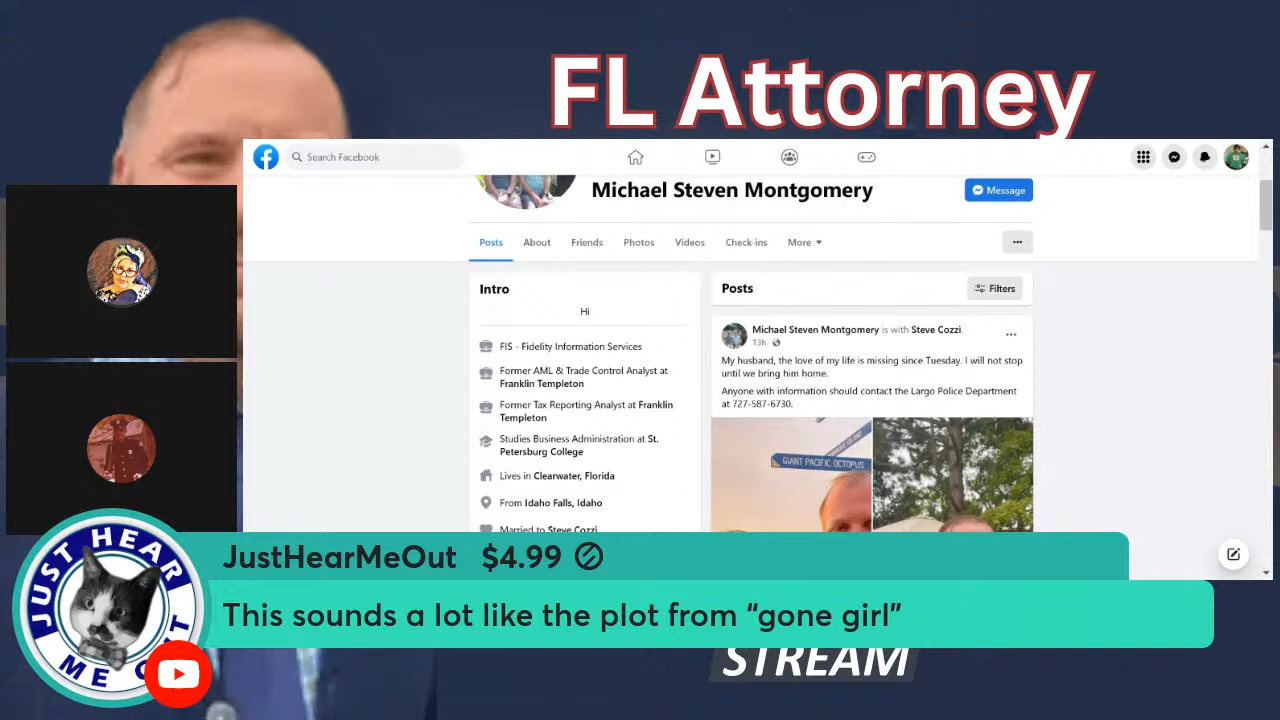 FL Attorney
Search Facebook
Michael Steven Montgomery
Message
Posts
About
Friends
Photos
Videos
Check-ins
More
Intro
Hi
FIS - Fidelity Information Services
Former AML & Trade Control Analyst at
Franklin Templeton
Former Tax Reporting Analyst at Franklin
Templeton
Studies Business Administration at St.
Petersburg College
Lives in Clearwater, Florida
From Idaho Falls, Idaho
Married to Steve Cozzi
Posts
Filters
Michael Steven Montgomery is with Steve Cozzi.
13h
My husband, the love of my life is missing since Tuesday. I will not stop
until we bring him home.
Anyone with information should contact the Largo Police Department
at 727-587-6730.
GIANT PACIFIC OCTOPUS
JUST HEAR
ME OUT
JustHearMeOut $4.99
This sounds a lot like the plot from “gone girl”
STREAM